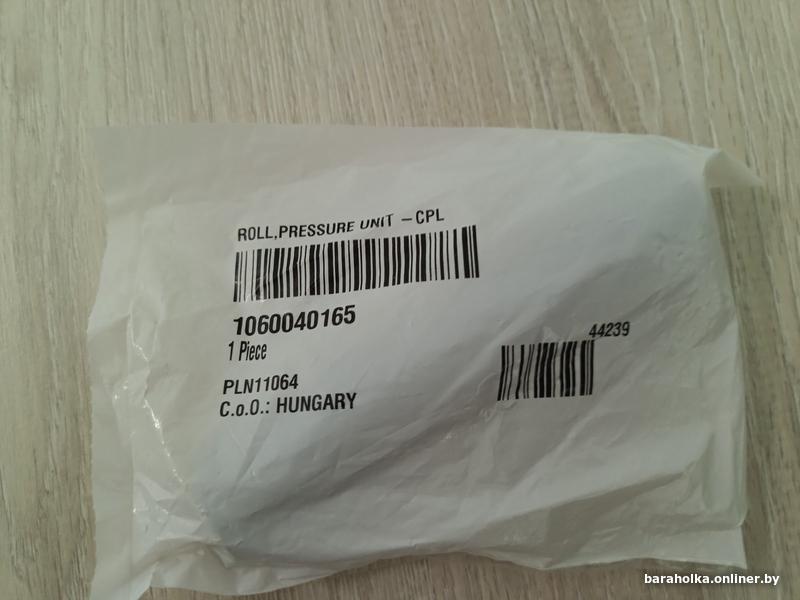 ROLL,PRESSURE UNIT –CPL
1060040165
1 Piece
44239
PLN11064
C.o.O.: HUNGARY
baraholka.onliner.by